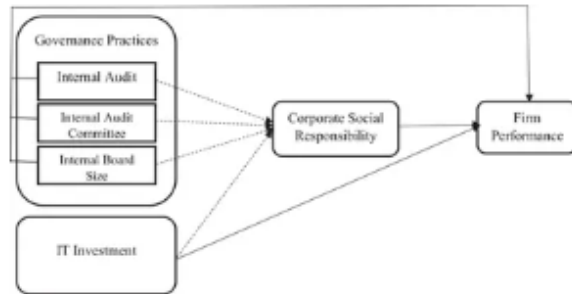 Governance Practices
Internal Audit
Internal Audit
Committee
Internal Board
Size
IT Investment
Corporate Social
Responsibility
Firm
Performance